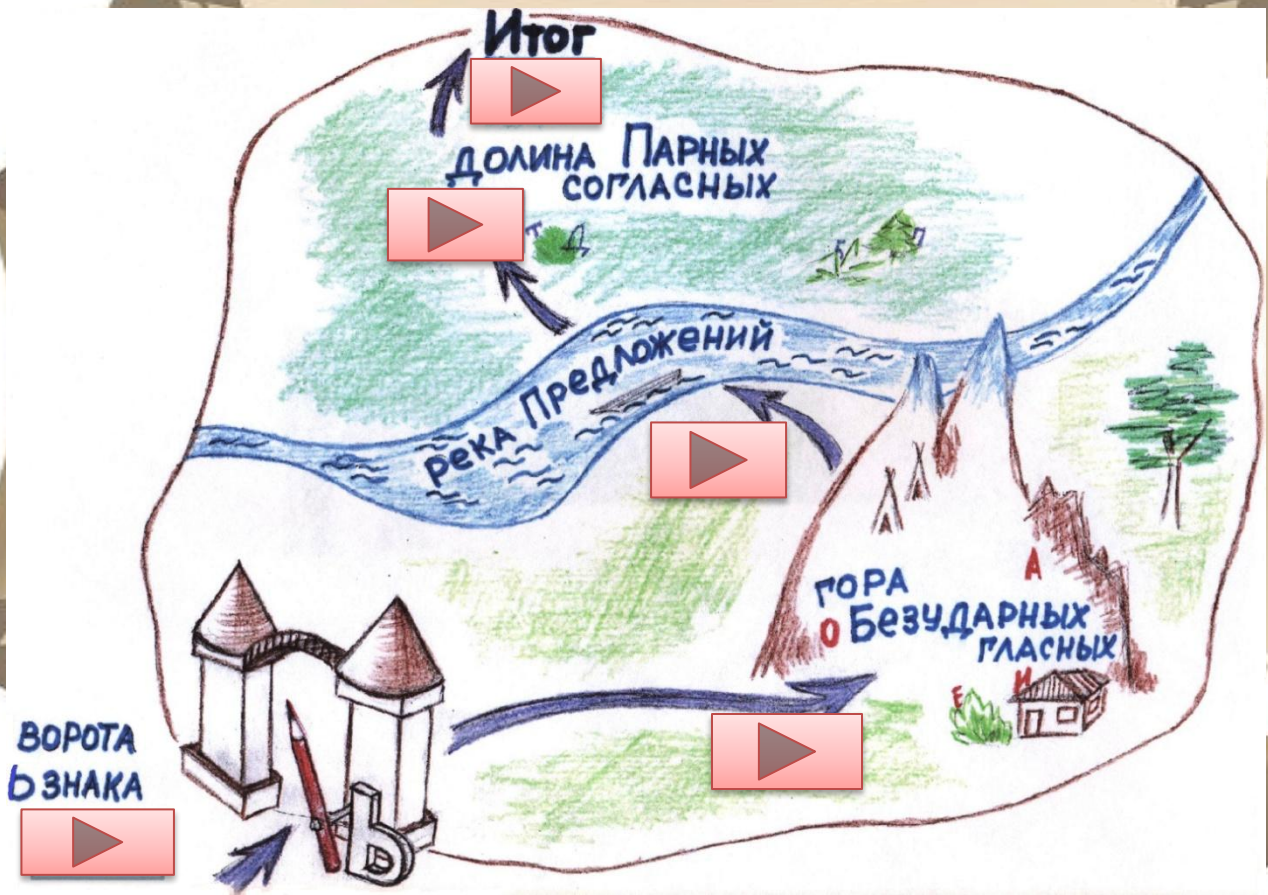 Итог
долина Парных
согласных
река Предложений
гора
А
О Безударных
гласных
Е
И
ворота
Ь знака
Ь